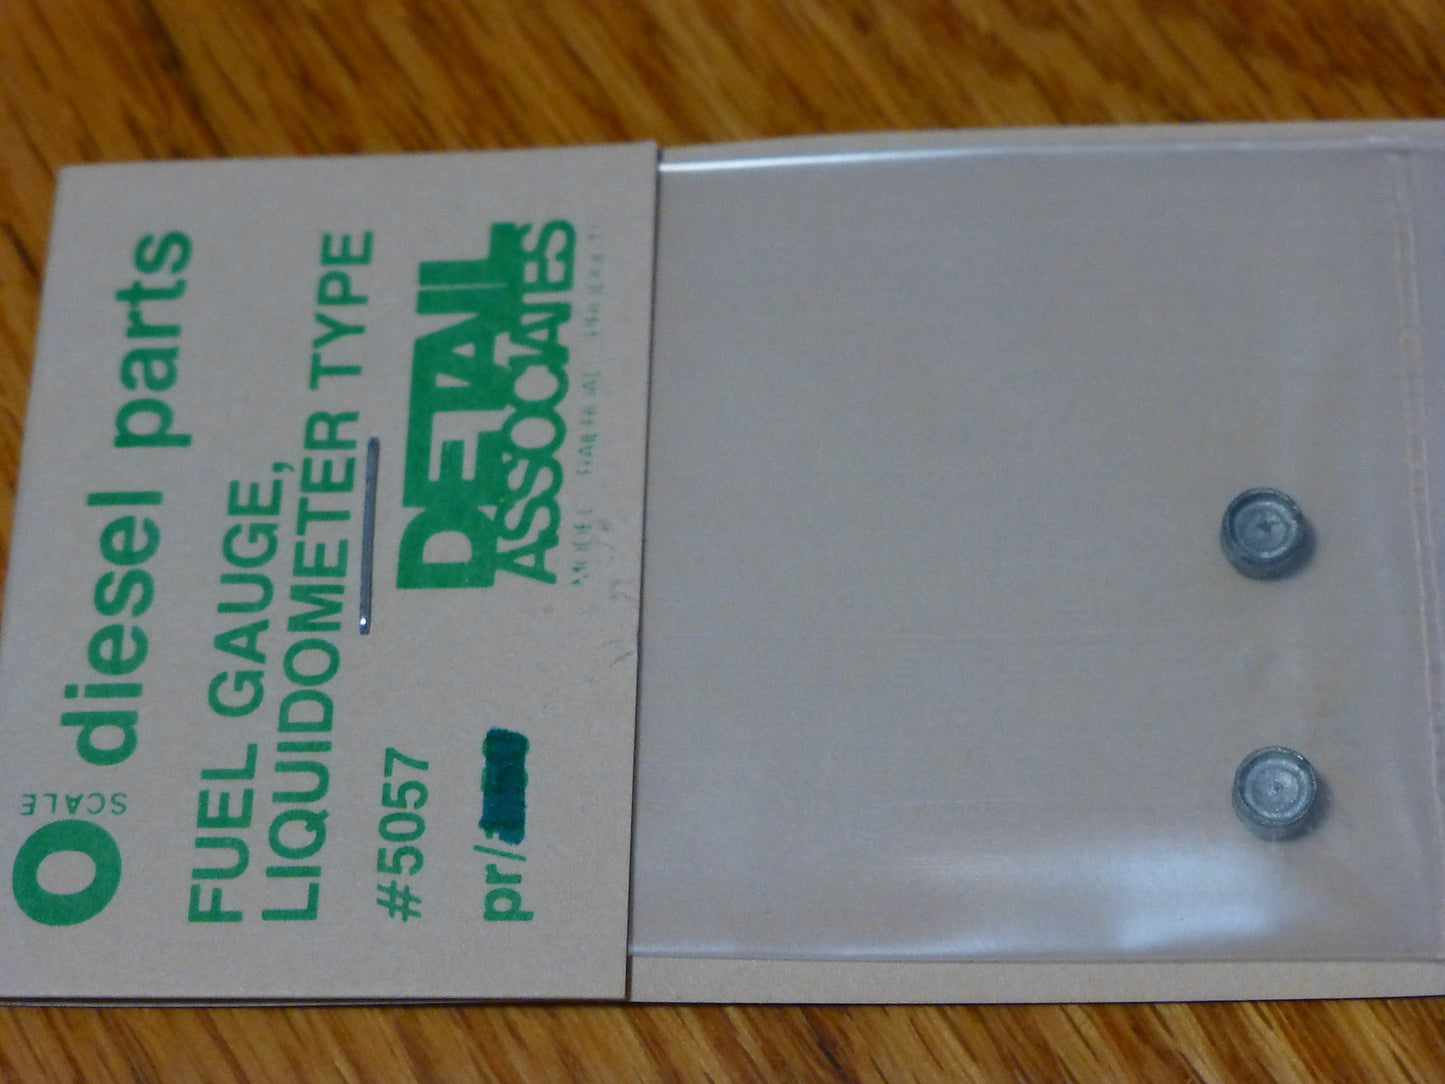 O SCALE diesel parts
FUEL GAUGE,
LIQUIDOMETER TYPE
#5057
pr/
DETAIL
ASSOCIATES